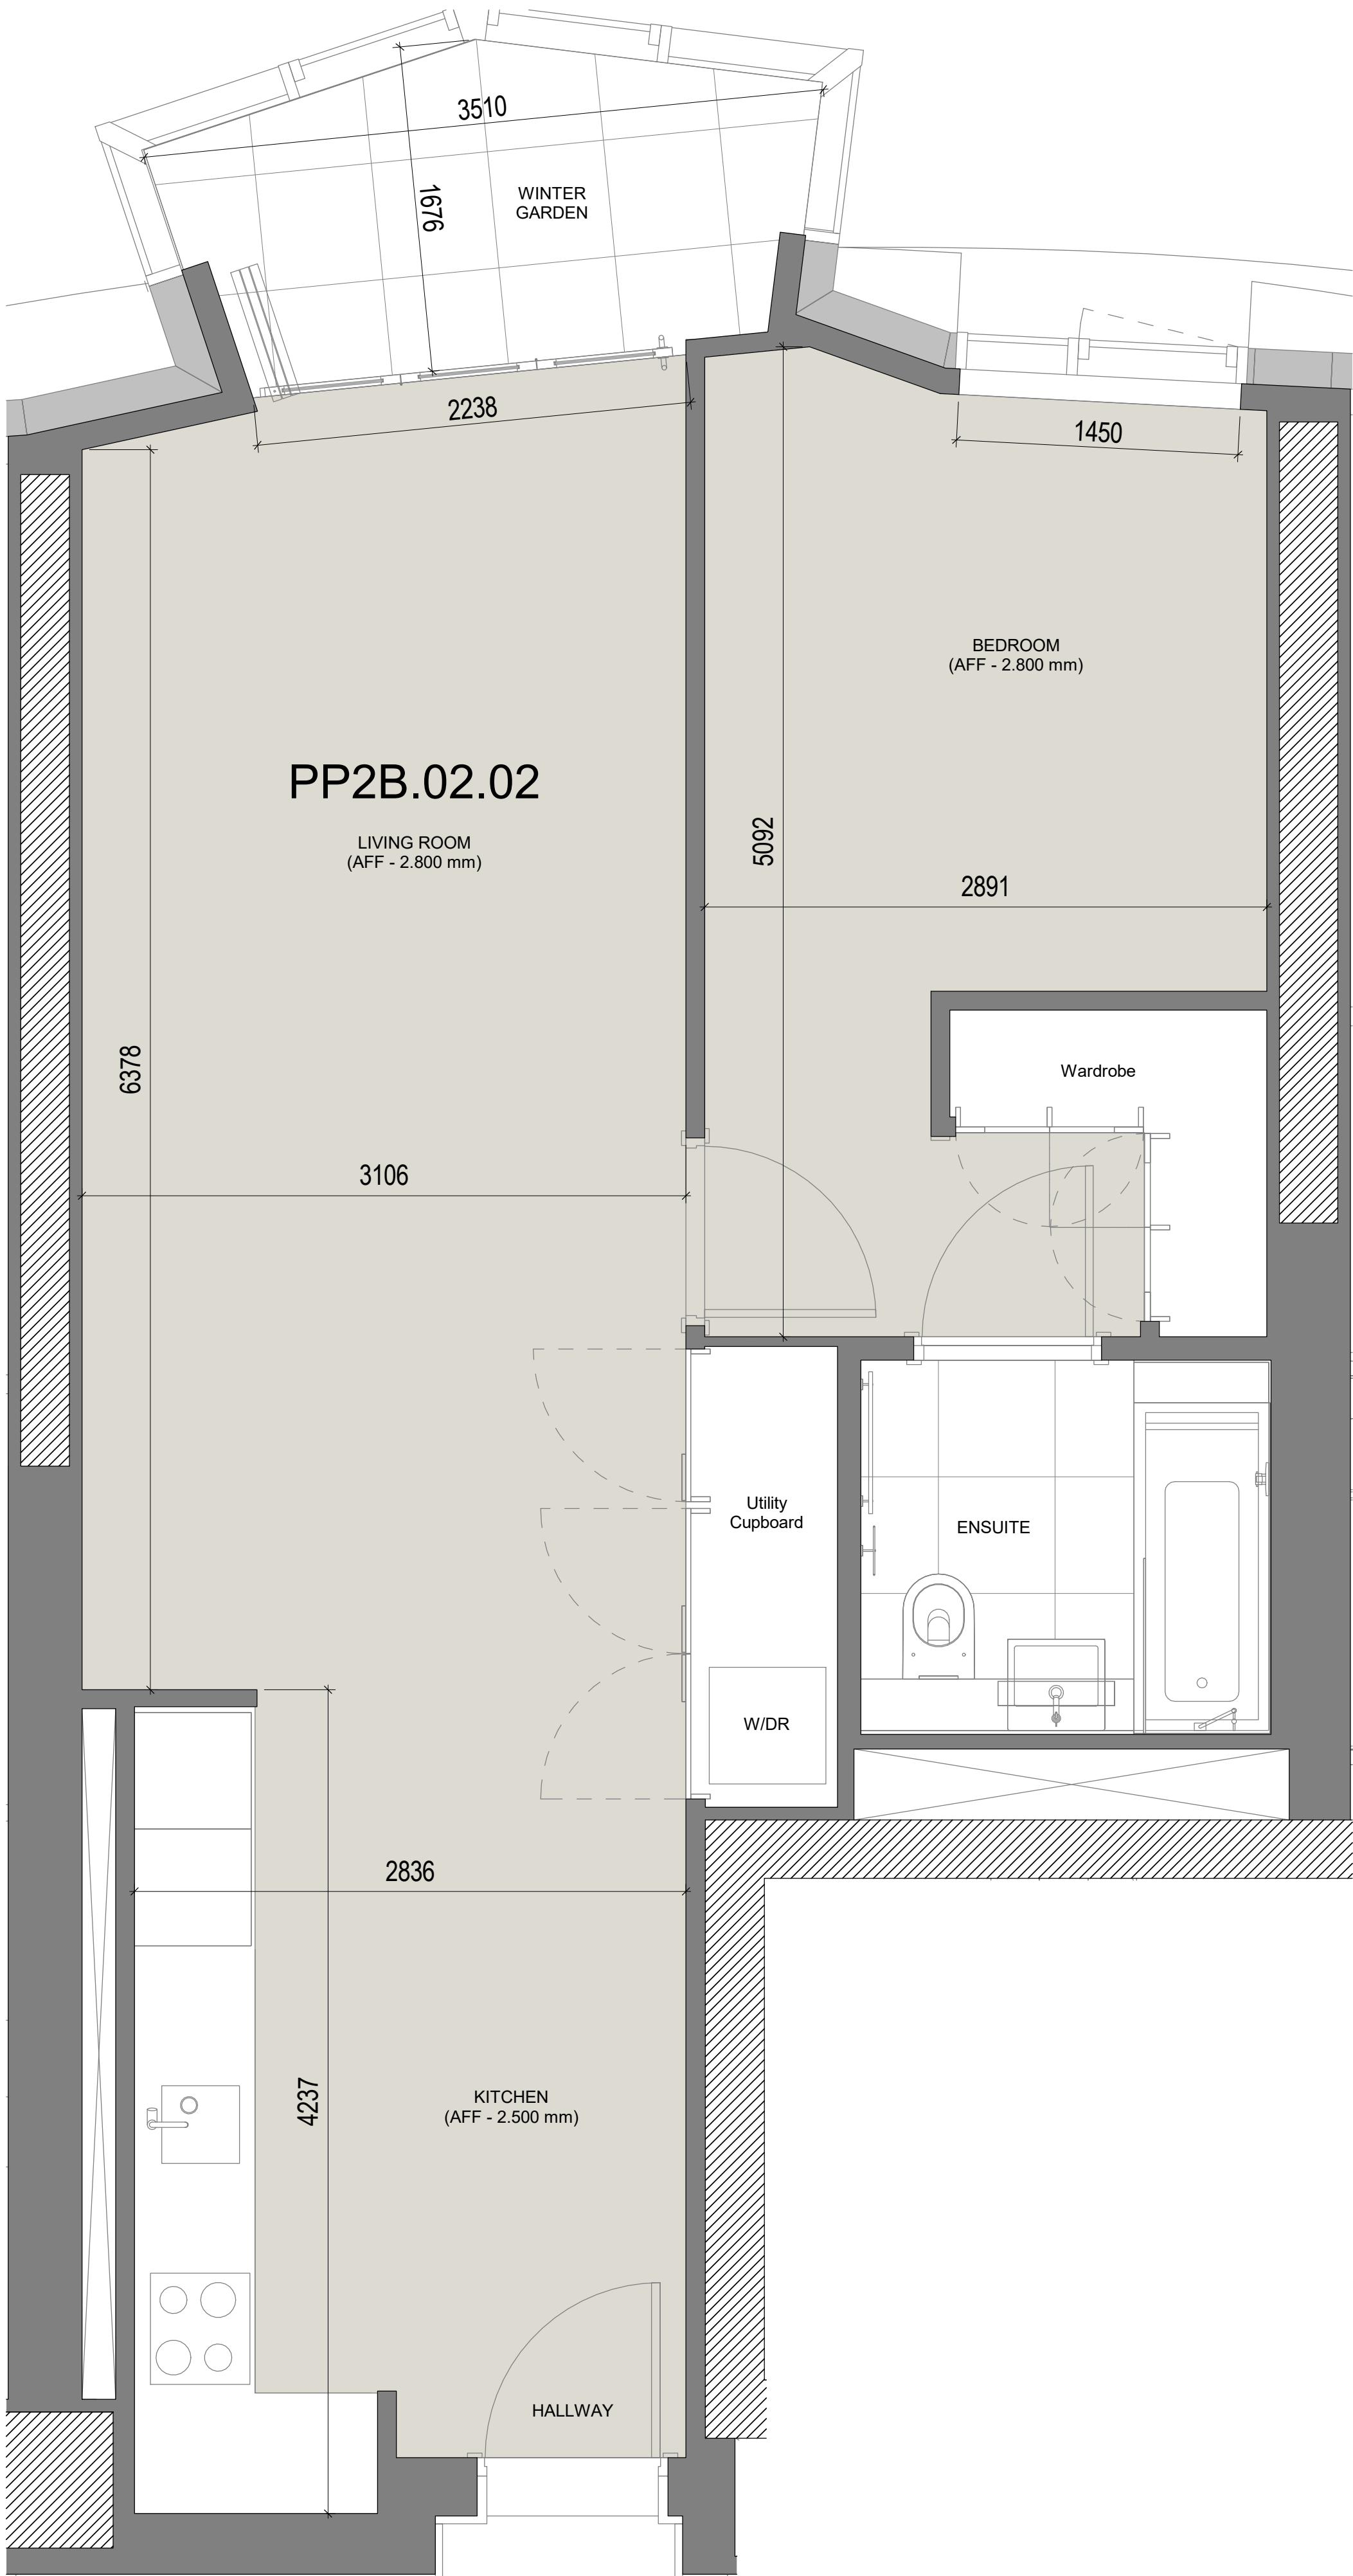 3510
1676
WINTER
GARDEN
2238
1450
BEDROOM
(AFF - 2.800 mm)
PP2B.02.02
LIVING ROOM
(AFF - 2.800 mm)
5092
2891
6378
Wardrobe
3106
Utility
Cupboard
ENSUITE
W/DR
2836
4237
KITCHEN
(AFF - 2.500 mm)
HALLWAY